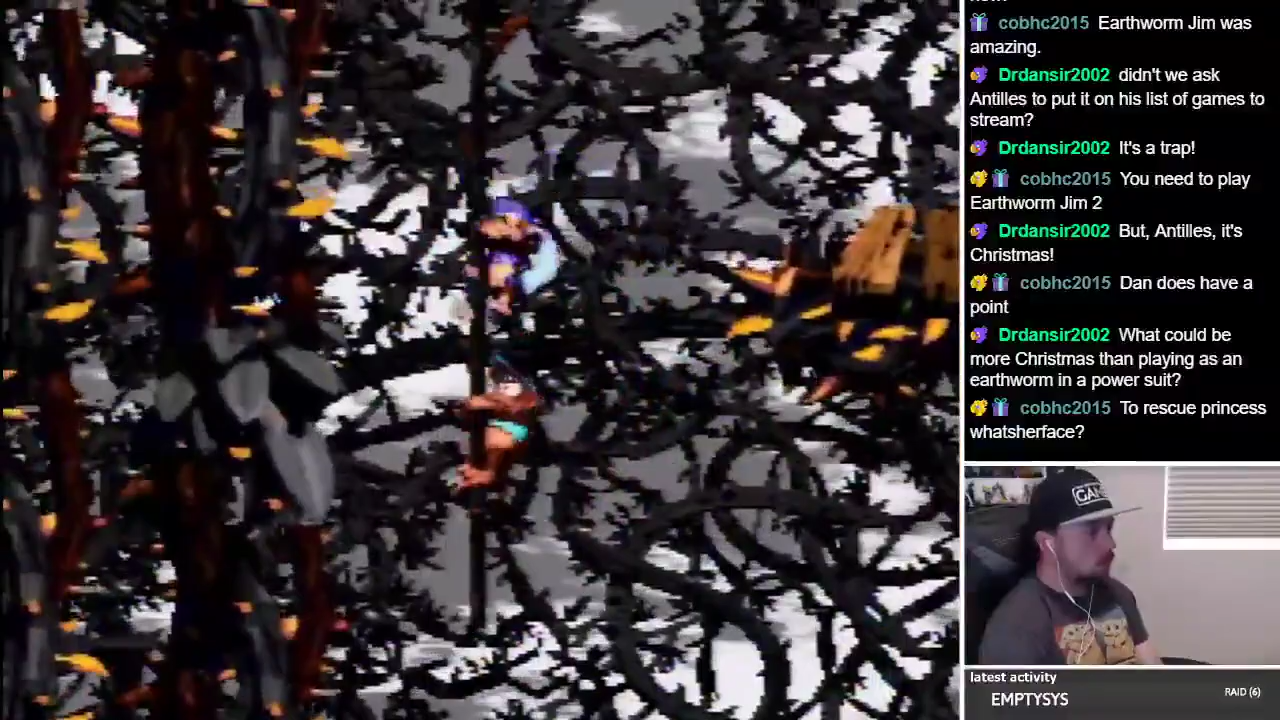 cobhc2015 Earthworm Jim was
amazing.
Drdansir2002 didn't we ask
Antilles to put it on his list of games to
stream?
Drdansir2002 It's a trap!
cobhc2015 You need to play
Earthworm Jim 2
Drdansir2002 But, Antilles, it's
Christmas!
cobhc2015 Dan does have a
point
Drdansir2002 What could be
more Christmas than playing as an
earthworm in a power suit?
cobhc2015 To rescue princess
whatsherface?
latest activity
EMPTYSYS
RAID (6)